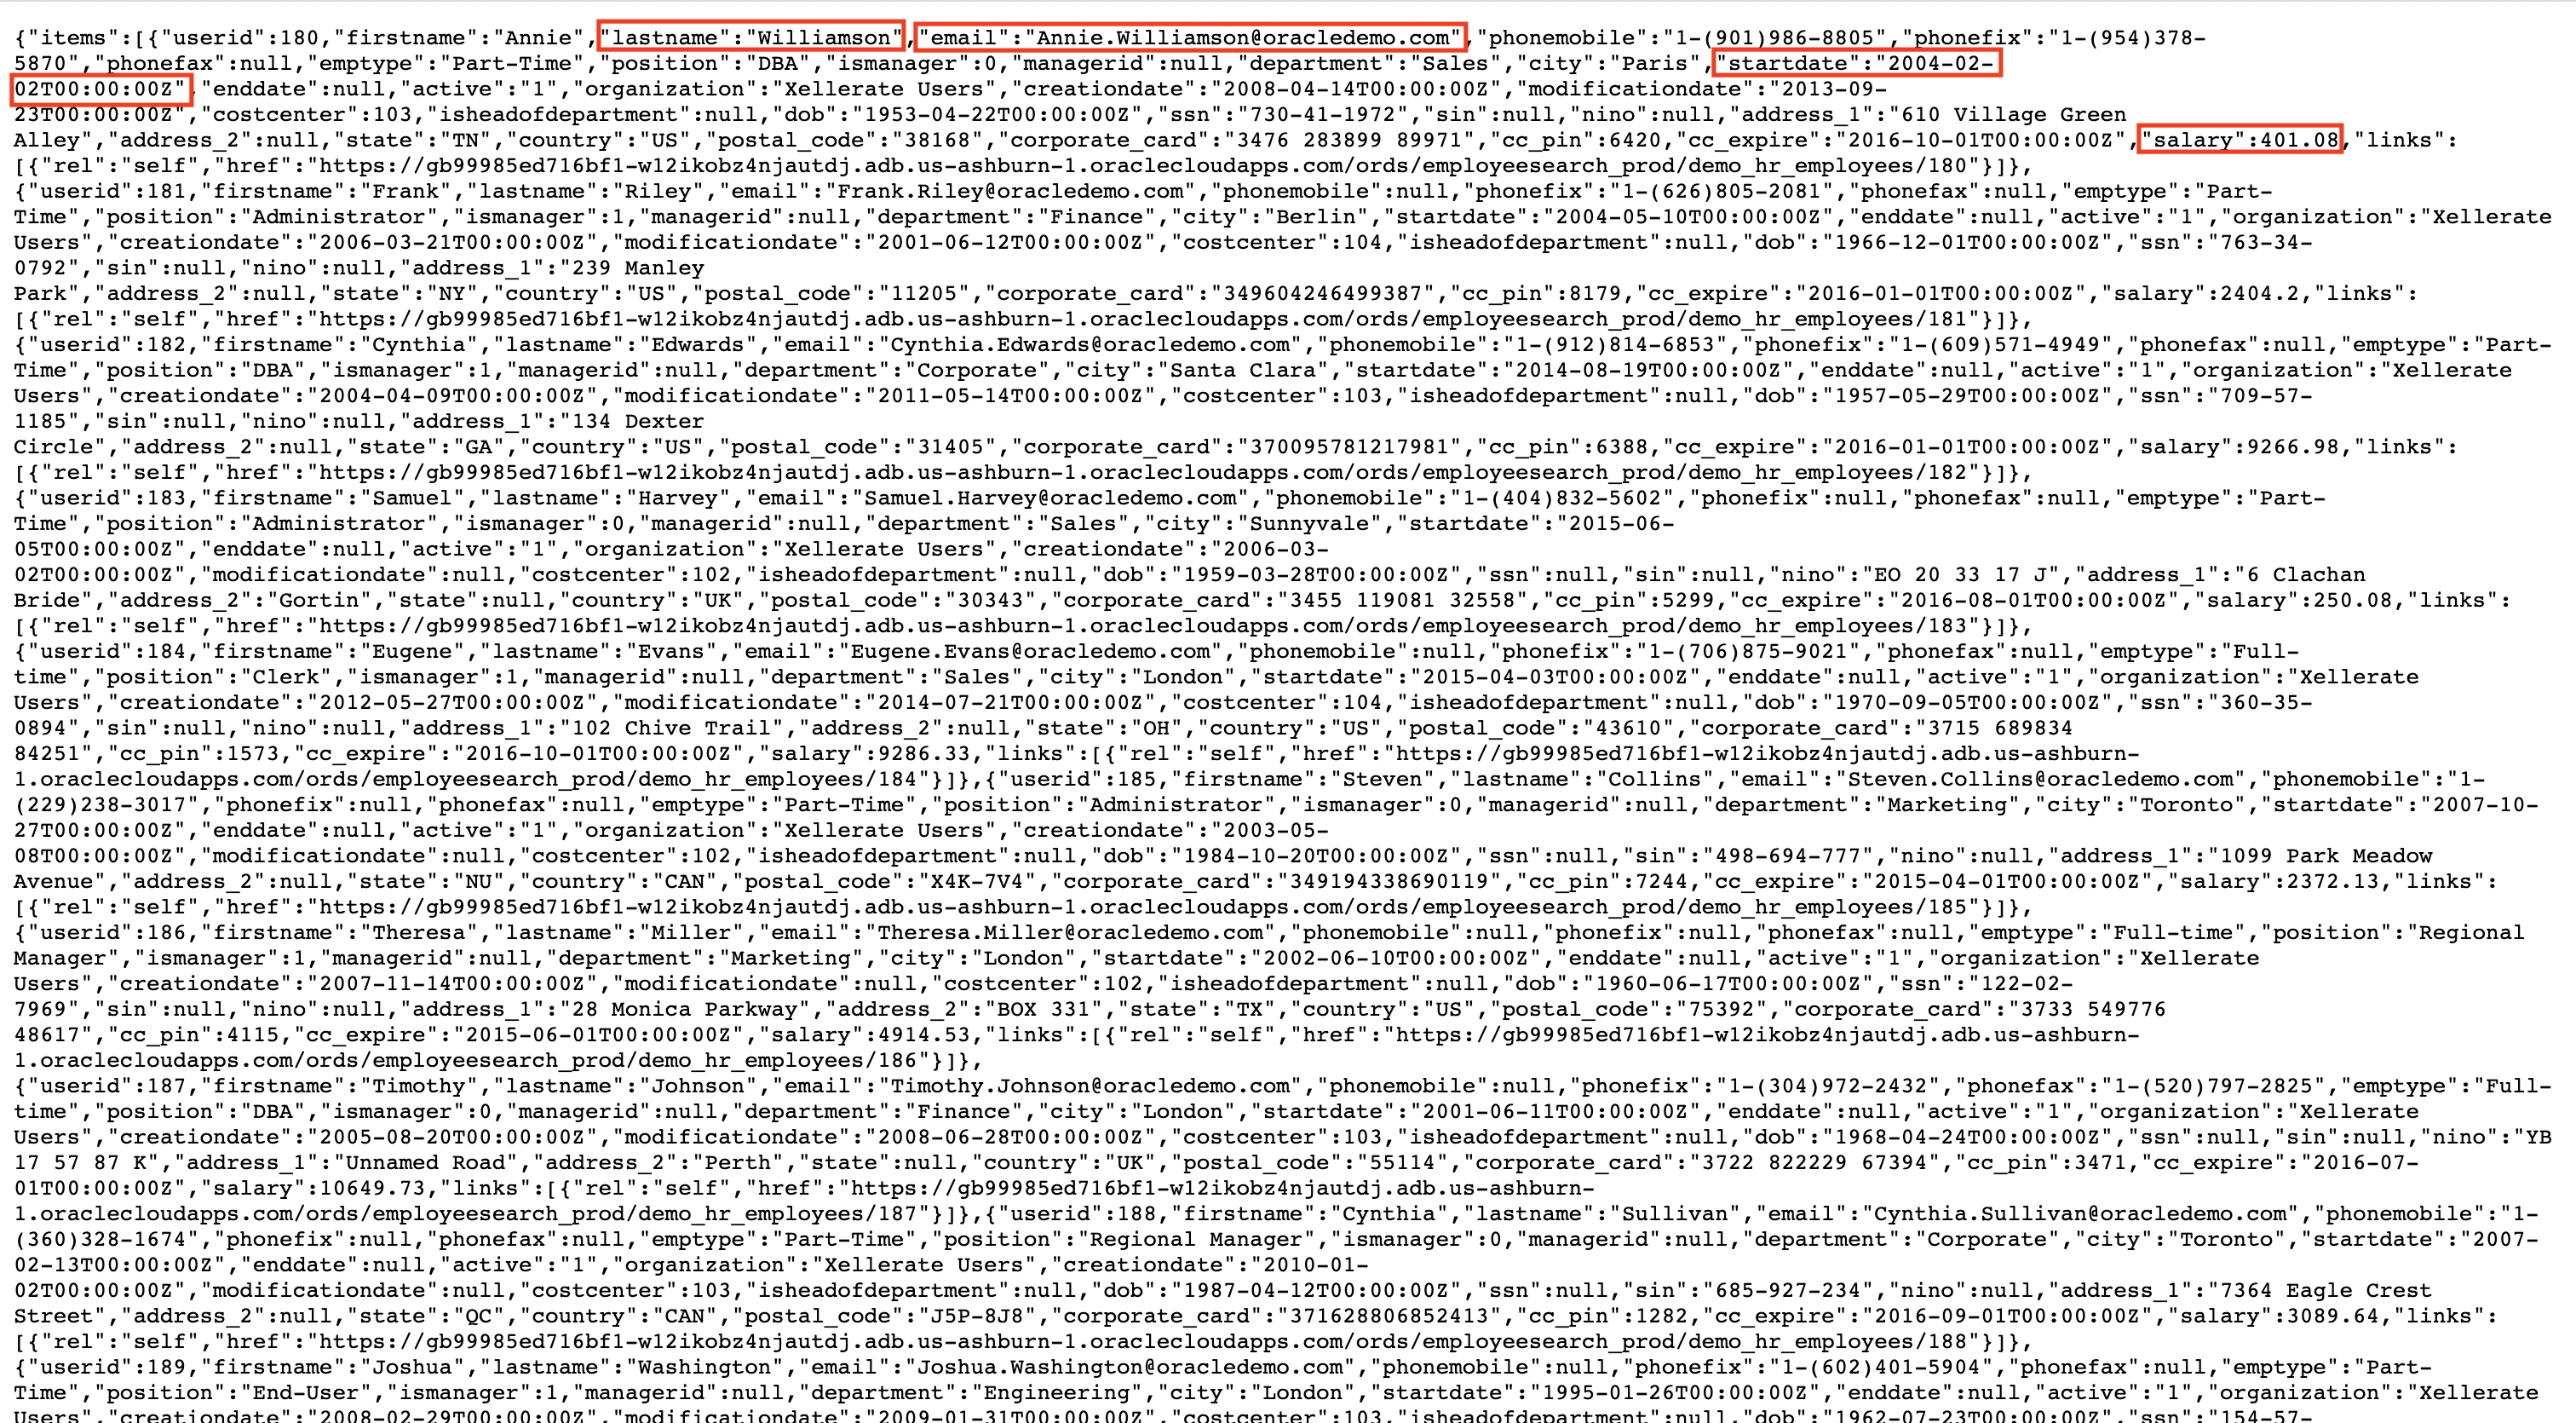 {"items":[{"userid":180,"firstname":"Annie","lastname":"Williamson","email":"Annie.Williamson@oracledemo.com","phonemobile":"1-(901)986-8805","phonefix":"1-(954)378-
5870","phonefax":null,"emptype":"Part-Time","position":"DBA","ismanager":0,"managerid":null,"department":"Sales","city":"Paris","startdate":"2004-02-
02T00:00:00Z","enddate":null,"active":"1","organization":"Xellerate Users","creationdate":"2008-04-14T00:00:00Z","modificationdate":"2013-09-
23T00:00:00Z","costcenter":103,"isheadofdepartment":null,"dob":"1953-04-22T00:00:00Z","ssn":"730-41-1972","sin":null,"nino":null,"address_1":"610 Village Green
Alley","address_2":null,"state":"TN","country":"US","postal_code":"38168","corporate_card":"3476 283899 89971","cc_pin":6420,"cc_expire":"2016-10-01T00:00:00Z","salary":401.08,"links":
[{"rel":"self","href":"https://gb99985ed716bf1-w12ikobz4njautdj.adb.us-ashburn-1.oraclecloudapps.com/ords/employeesearch_prod/demo_hr_employees/180"}]},
{"userid":181,"firstname":"Frank","lastname":"Riley","email":"Frank.Riley@oracledemo.com","phonemobile":null,"phonefix":"1-(626)805-2081","phonefax":null,"emptype":"Part-
Time","position":"Administrator","ismanager":1,"managerid":null,"department":"Finance","city":"Berlin","startdate":"2004-05-10T00:00:00Z","enddate":null,"active":"1","organization":"Xellerate
Users","creationdate":"2006-03-21T00:00:00Z","modificationdate":"2001-06-12T00:00:00Z","costcenter":104,"isheadofdepartment":null,"dob":"1966-12-01T00:00:00Z","ssn":"763-34-
0792","sin":null,"nino":null,"address_1":"239 Manley
Park","address_2":null,"state":"NY","country":"US","postal_code":"11205","corporate_card":"349604246499387","cc_pin":8179,"cc_expire":"2016-01-01T00:00:00Z","salary":2404.2,"links":
[{"rel":"self","href":"https://gb99985ed716bf1-w12ikobz4njautdj.adb.us-ashburn-1.oraclecloudapps.com/ords/employeesearch_prod/demo_hr_employees/181"}]},
{"userid":182,"firstname":"Cynthia","lastname":"Edwards","email":"Cynthia.Edwards@oracledemo.com","phonemobile":"1-(912)814-6853","phonefix":"1-(609)571-4949","phonefax":null,"emptype":"Part-
Time","position":"DBA","ismanager":1,"managerid":null,"department":"Corporate","city":"Santa Clara","startdate":"2014-08-19T00:00:00Z","enddate":null,"active":"1","organization":"Xellerate
Users","creationdate":"2004-04-09T00:00:00Z","modificationdate":"2011-05-14T00:00:00Z","costcenter":103,"isheadofdepartment":null,"dob":"1957-05-29T00:00:00Z","ssn":"709-57-
1185","sin":null,"nino":null,"address_1":"134 Dexter
Circle","address_2":null,"state":"GA","country":"US","postal_code":"31405","corporate_card":"370095781217981","cc_pin":6388,"cc_expire":"2016-01-01T00:00:00Z","salary":9266.98,"links":
[{"rel":"self","href":"https://gb99985ed716bf1-w12ikobz4njautdj.adb.us-ashburn-1.oraclecloudapps.com/ords/employeesearch_prod/demo_hr_employees/182"}]},
{"userid":183,"firstname":"Samuel","lastname":"Harvey","email":"Samuel.Harvey@oracledemo.com","phonemobile":"1-(404)832-5602","phonefix":null,"phonefax":null,"emptype":"Part-
Time","position":"Administrator","ismanager":0,"managerid":null,"department":"Sales","city":"Sunnyvale","startdate":"2015-06-
05T00:00:00Z","enddate":null,"active":"1","organization":"Xellerate Users","creationdate":"2006-03-
02T00:00:00Z","modificationdate":null,"costcenter":102,"isheadofdepartment":null,"dob":"1959-03-28T00:00:00Z","ssn":null,"sin":null,"nino":"EO 20 33 17 J","address_1":"6 Clachan
Bride","address_2":"Gortin","state":null,"country":"UK","postal_code":"30343","corporate_card":"3455 119081 32558","cc_pin":5299,"cc_expire":"2016-08-01T00:00:00Z","salary":250.08,"links":
[{"rel":"self","href":"https://gb99985ed716bf1-w12ikobz4njautdj.adb.us-ashburn-1.oraclecloudapps.com/ords/employeesearch_prod/demo_hr_employees/183"}]},
{"userid":184,"firstname":"Eugene","lastname":"Evans","email":"Eugene.Evans@oracledemo.com","phonemobile":null,"phonefix":"1-(706)875-9021","phonefax":null,"emptype":"Full-
time","position":"Clerk","ismanager":1,"managerid":null,"department":"Sales","city":"London","startdate":"2015-04-03T00:00:00Z","enddate":null,"active":"1","organization":"Xellerate
Users","creationdate":"2012-05-27T00:00:00Z","modificationdate":"2014-07-21T00:00:00Z","costcenter":104,"isheadofdepartment":null,"dob":"1970-09-05T00:00:00Z","ssn":"360-35-
0894","sin":null,"nino":null,"address_1":"102 Chive Trail","address_2":null,"state":"OH","country":"US","postal_code":"43610","corporate_card":"3715 689834
84251","cc_pin":1573,"cc_expire":"2016-10-01T00:00:00Z","salary":9286.33,"links":[{"rel":"self","href":"https://gb99985ed716bf1-w12ikobz4njautdj.adb.us-ashburn-
1.oraclecloudapps.com/ords/employeesearch_prod/demo_hr_employees/184"}]},{"userid":185,"firstname":"Steven","lastname":"Collins","email":"Steven.Collins@oracledemo.com","phonemobile":"1-
(229)238-3017","phonefix":null,"phonefax":null,"emptype":"Part-Time","position":"Administrator","ismanager":0,"managerid":null,"department":"Marketing","city":"Toronto","startdate":"2007-10-
27T00:00:00Z","enddate":null,"active":"1","organization":"Xellerate Users","creationdate":"2003-05-
08T00:00:00Z","modificationdate":null,"costcenter":102,"isheadofdepartment":null,"dob":"1984-10-20T00:00:00Z","ssn":null,"sin":"498-694-777","nino":null,"address_1":"1099 Park Meadow
Avenue","address_2":null,"state":"NU","country":"CAN","postal_code":"X4K-7V4","corporate_card":"349194338690119","cc_pin":7244,"cc_expire":"2015-04-01T00:00:00Z","salary":2372.13,"links":
[{"rel":"self","href":"https://gb99985ed716bf1-w12ikobz4njautdj.adb.us-ashburn-1.oraclecloudapps.com/ords/employeesearch_prod/demo_hr_employees/185"}]},
{"userid":186,"firstname":"Theresa","lastname":"Miller","email":"Theresa.Miller@oracledemo.com","phonemobile":null,"phonefix":null,"phonefax":null,"emptype":"Full-time","position":"Regional
Manager","ismanager":1,"managerid":null,"department":"Marketing","city":"London","startdate":"2002-06-10T00:00:00Z","enddate":null,"active":"1","organization":"Xellerate
Users","creationdate":"2007-11-14T00:00:00Z","modificationdate":null,"costcenter":102,"isheadofdepartment":null,"dob":"1960-06-17T00:00:00Z","ssn":"122-02-
7969","sin":null,"nino":null,"address_1":"28 Monica Parkway","address_2":"BOX 331","state":"TX","country":"US","postal_code":"75392","corporate_card":"3733 549776
48617","cc_pin":4115,"cc_expire":"2015-06-01T00:00:00Z","salary":4914.53,"links":[{"rel":"self","href":"https://gb99985ed716bf1-w12ikobz4njautdj.adb.us-ashburn-
1.oraclecloudapps.com/ords/employeesearch_prod/demo_hr_employees/186"}]},
{"userid":187,"firstname":"Timothy","lastname":"Johnson","email":"Timothy.Johnson@oracledemo.com","phonemobile":null,"phonefix":"1-(304)972-2432","phonefax":"1-(520)797-2825","emptype":"Full-
time","position":"DBA","ismanager":0,"managerid":null,"department":"Finance","city":"London","startdate":"2001-06-11T00:00:00Z","enddate":null,"active":"1","organization":"Xellerate
Users","creationdate":"2005-08-20T00:00:00Z","modificationdate":"2008-06-28T00:00:00Z","costcenter":103,"isheadofdepartment":null,"dob":"1968-04-24T00:00:00Z","ssn":null,"sin":null,"nino":"YB
17 57 87 K","address_1":"Unnamed Road","address_2":"Perth","state":null,"country":"UK","postal_code":"55114","corporate_card":"3722 822229 67394","cc_pin":3471,"cc_expire":"2016-07-
01T00:00:00Z","salary":10649.73,"links":[{"rel":"self","href":"https://gb99985ed716bf1-w12ikobz4njautdj.adb.us-ashburn-
1.oraclecloudapps.com/ords/employeesearch_prod/demo_hr_employees/187"}]},{"userid":188,"firstname":"Cynthia","lastname":"Sullivan","email":"Cynthia.Sullivan@oracledemo.com","phonemobile":"1-
(360)328-1674","phonefix":null,"phonefax":null,"emptype":"Part-Time","position":"Regional Manager","ismanager":0,"managerid":null,"department":"Corporate","city":"Toronto","startdate":"2007-
02-13T00:00:00Z","enddate":null,"active":"1","organization":"Xellerate Users","creationdate":"2010-01-
02T00:00:00Z","modificationdate":null,"costcenter":103,"isheadofdepartment":null,"dob":"1987-04-12T00:00:00Z","ssn":null,"sin":"685-927-234","nino":null,"address_1":"7364 Eagle Crest
Street","address_2":null,"state":"QC","country":"CAN","postal_code":"J5P-8J8","corporate_card":"371628806852413","cc_pin":1282,"cc_expire":"2016-09-01T00:00:00Z","salary":3089.64,"links":
[{"rel":"self","href":"https://gb99985ed716bf1-w12ikobz4njautdj.adb.us-ashburn-1.oraclecloudapps.com/ords/employeesearch_prod/demo_hr_employees/188"}]},
{"userid":189,"firstname":"Joshua","lastname":"Washington","email":"Joshua.Washington@oracledemo.com","phonemobile":null,"phonefix":"1-(602)401-5904","phonefax":null,"emptype":"Part-
Time","position":"End-User","ismanager":1,"managerid":null,"department":"Engineering","city":"London","startdate":"1995-01-26T00:00:00Z","enddate":null,"active":"1","organization":"Xellerate
Users","creationdate":"2008-02-29T00:00:00Z","modificationdate":"2009-01-31T00:00:00Z","costcenter":103,"isheadofdepartment":null,"dob":"1962-07-23T00:00:00Z","ssn":"154-57-